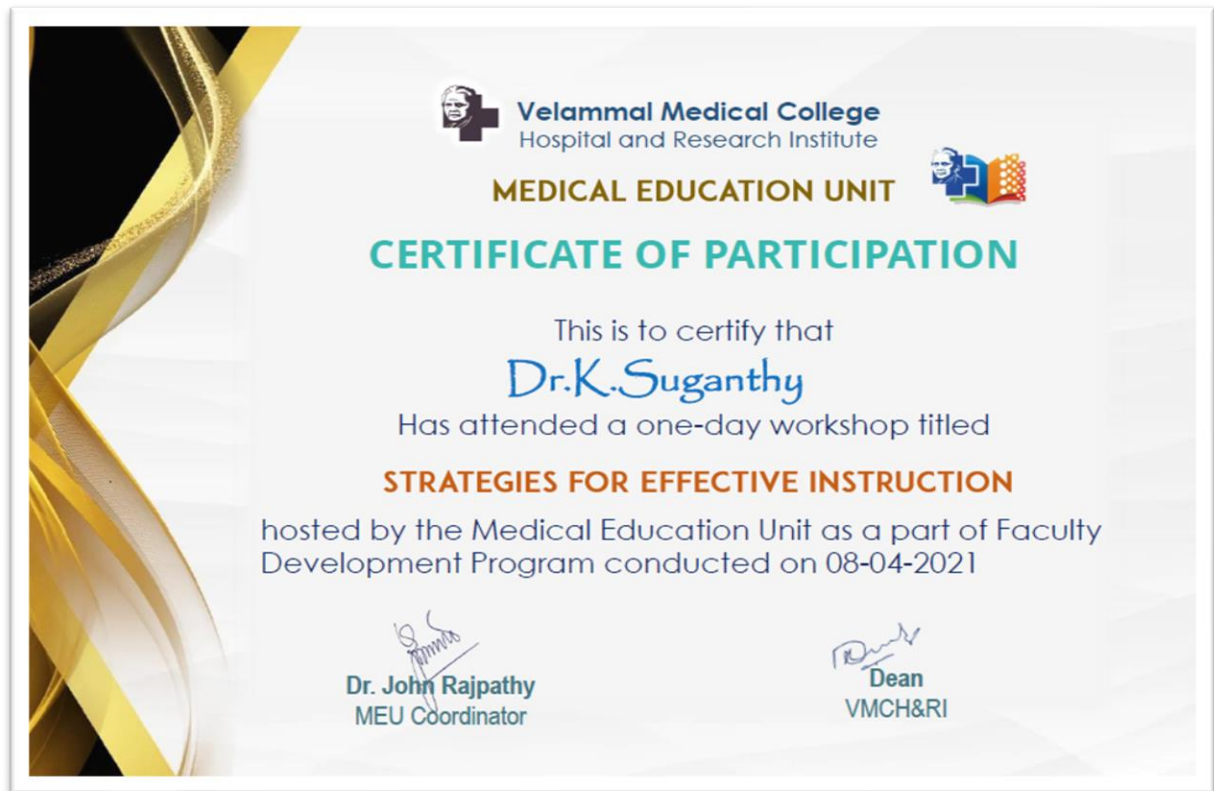 Velammal Medical College
Hospital and Research Institute
MEDICAL EDUCATION UNIT
CERTIFICATE OF PARTICIPATION
This is to certify that
Dr.K.Suganthy
Has attended a one-day workshop titled
STRATEGIES FOR EFFECTIVE INSTRUCTION
hosted by the Medical Education Unit as a part of Faculty
Development Program conducted on 08-04-2021
Dr. John Rajpathy
MEU Coordinator
Dean
VMCH&RI